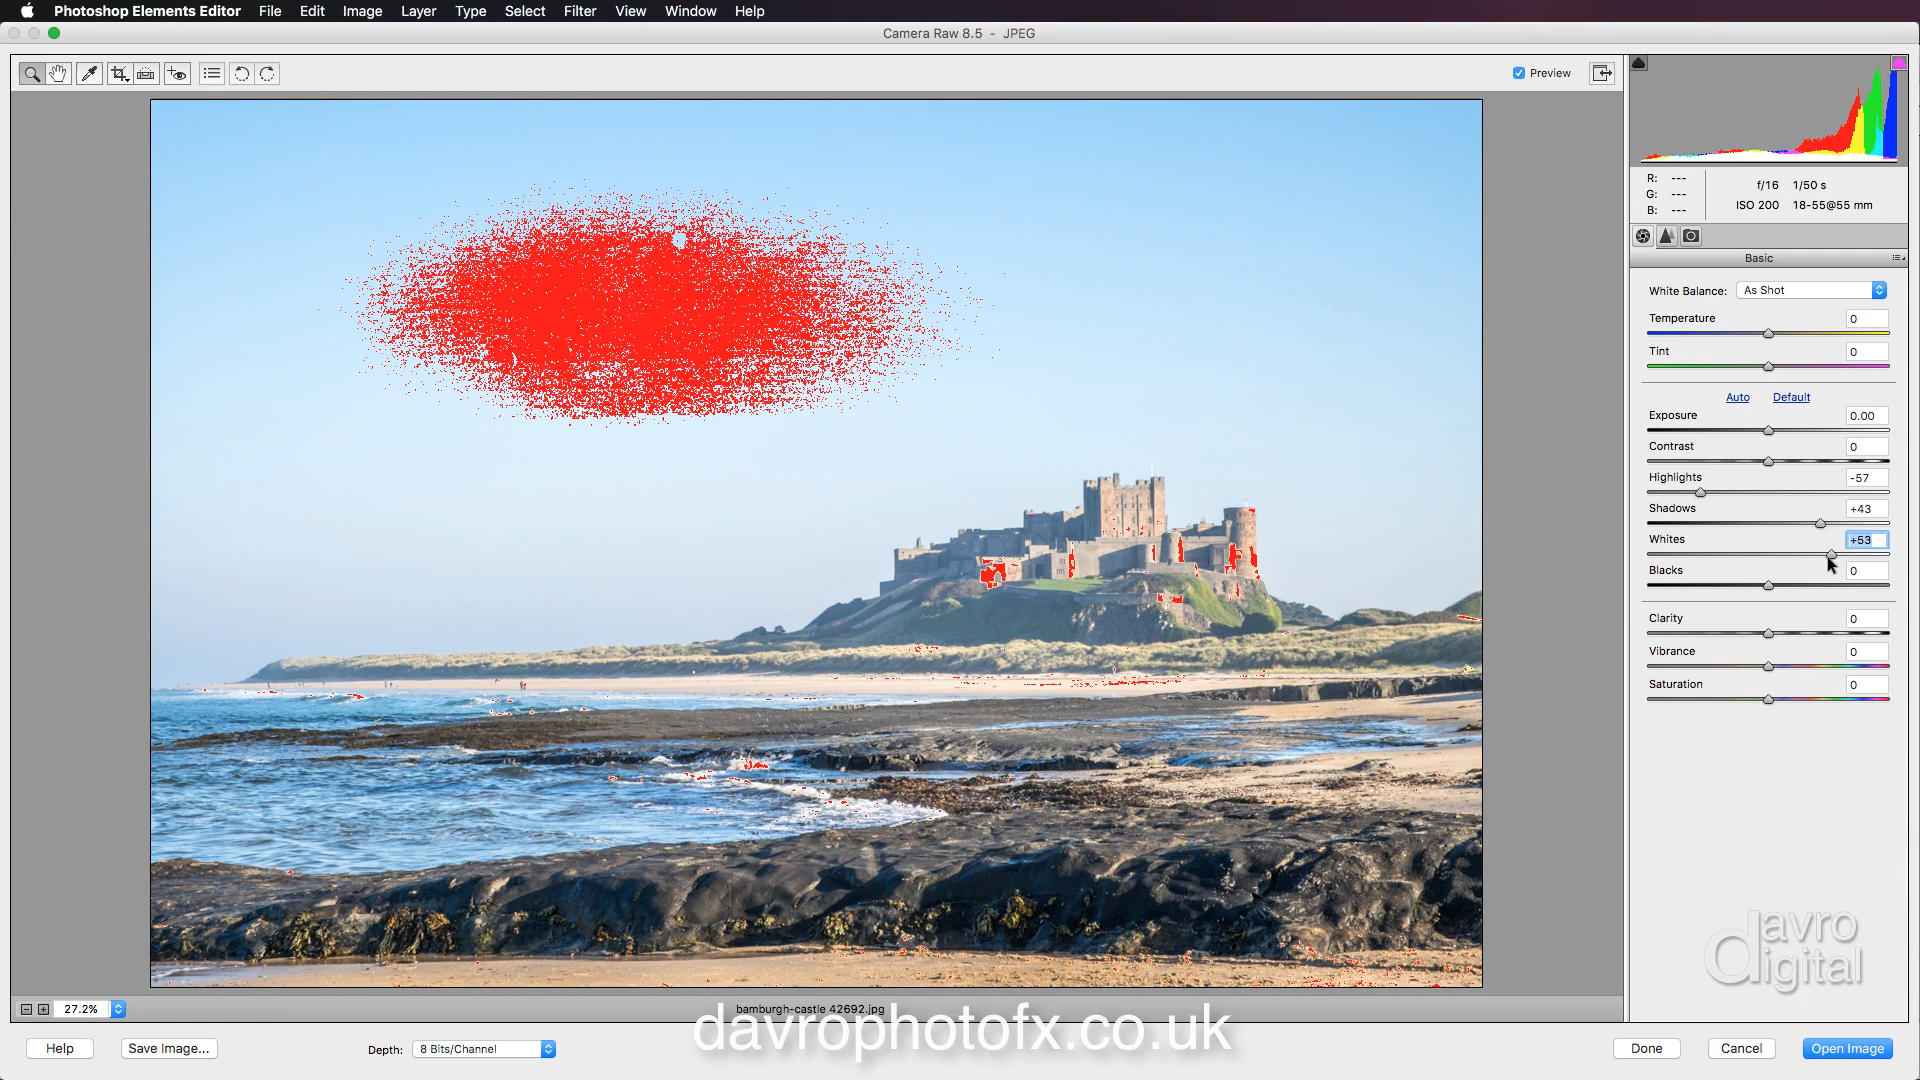 Photoshop Elements Editor File Edit Image Layer Type Select Filter View Window Help
Camera Raw 8.5 - JPEG
Preview
R: ---
G: ---
B: ---
f/16 1/50 s
ISO 200 18-55@55 mm
Basic
White Balance: As Shot
Temperature 0
Tint 0
Auto Default
Exposure 0.00
Contrast 0
Highlights -57
Shadows +43
Whites +53
Blacks 0
Clarity 0
Vibrance 0
Saturation 0
davro
digital
27.2%
bamburgh-castle 42692.jpg
davrophotofx.co.uk
Help Save Image... Depth: 8 Bits/Channel Done Cancel Open Image